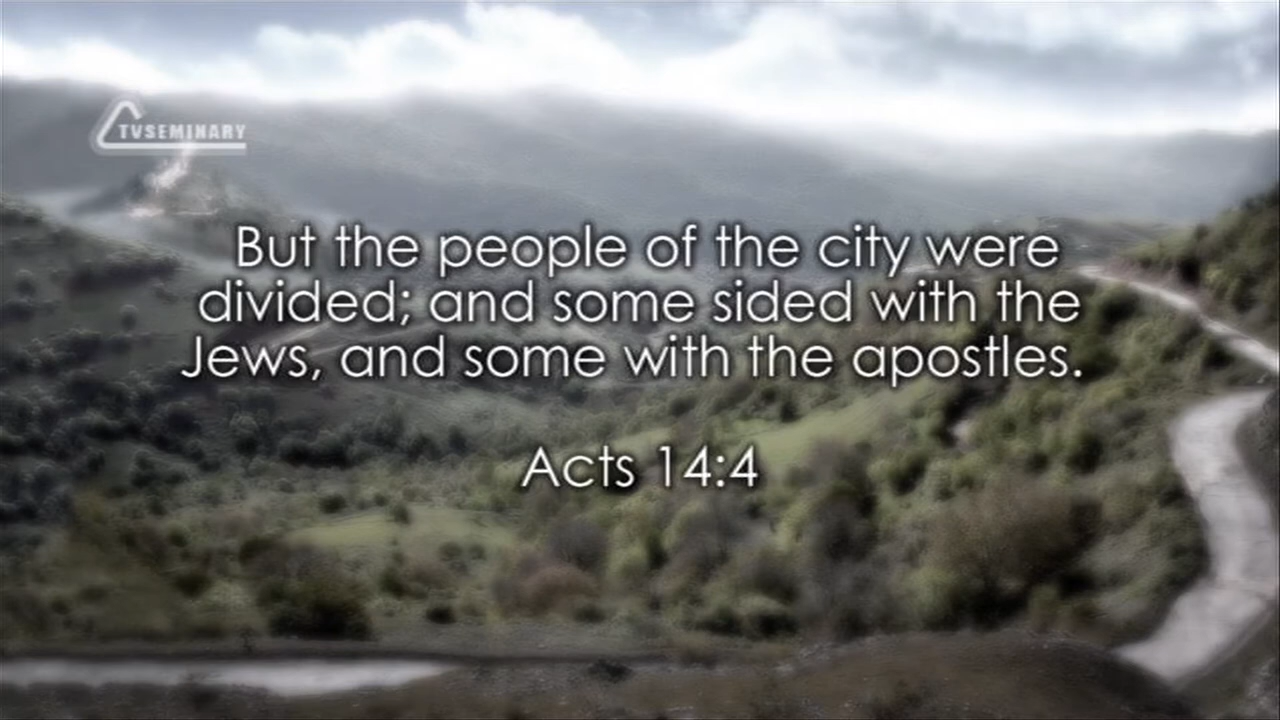 TVSEMINARY
But the people of the city were
divided; and some sided with the
Jews, and some with the apostles.
Acts 14:4